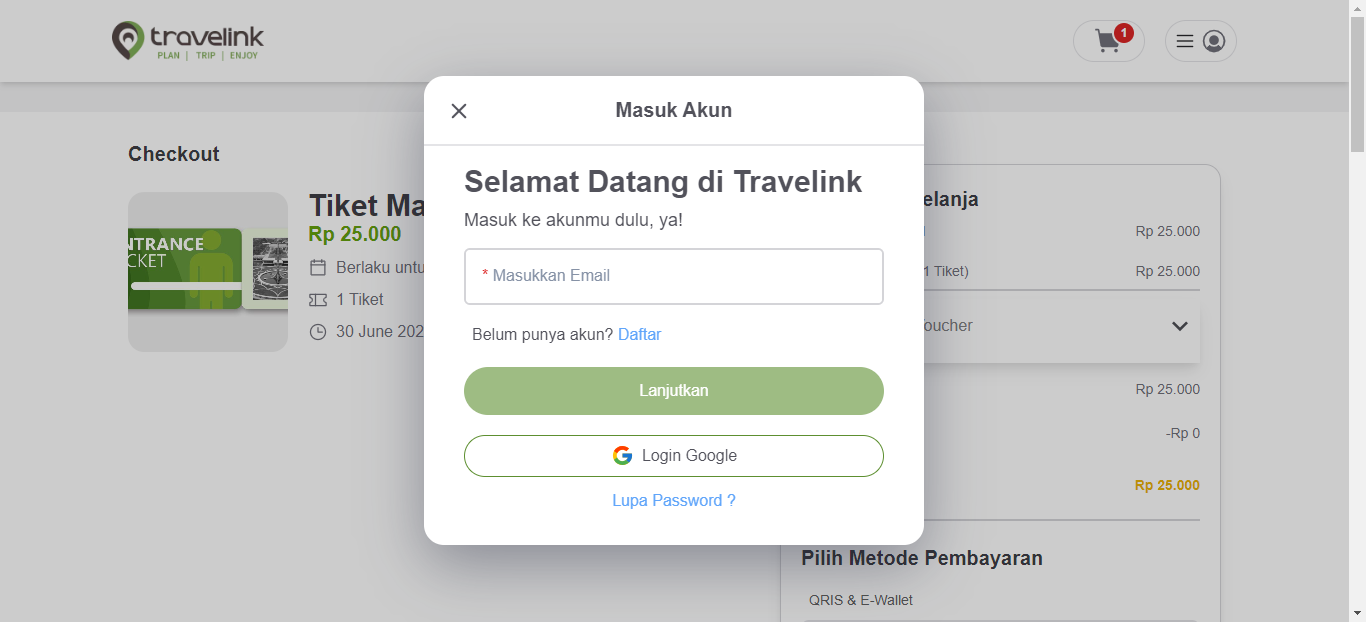 travelink
PLAN | TRIP | ENJOY
1
Masuk Akun
Selamat Datang di Travelink
Masuk ke akunmu dulu, ya!
* Masukkan Email
Belum punya akun? Daftar
Lanjutkan
Login Google
Lupa Password ?
Checkout
NTRANCE
CKET
Tiket Ma
Rp 25.000
Berlaku untu
1 Tiket
30 June 202
elanja
Rp 25.000
1 Tiket) Rp 25.000
oucher
Rp 25.000
-Rp 0
Rp 25.000
Pilih Metode Pembayaran
QRIS & E-Wallet